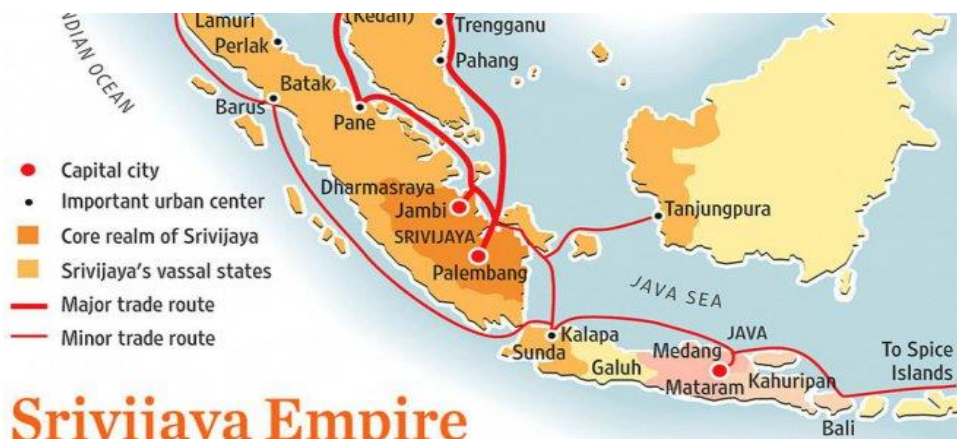 Lamuri
(Kedah)
Trengganu
Perlak
Pahang
INDIAN OCEAN
Batak
Barus
Pane
Capital city
Important urban center
Core realm of Srivijaya
Srivijaya's vassal states
Major trade route
Minor trade route
Dharmasraya
Jambi
SRIVIJAYA
Palembang
Tanjungpura
JAVA SEA
Kalapa
JAVA
Sunda
Galuh
Medang
Mataram
Kahuripan
To Spice
Islands
Bali
Srivijaya Empire